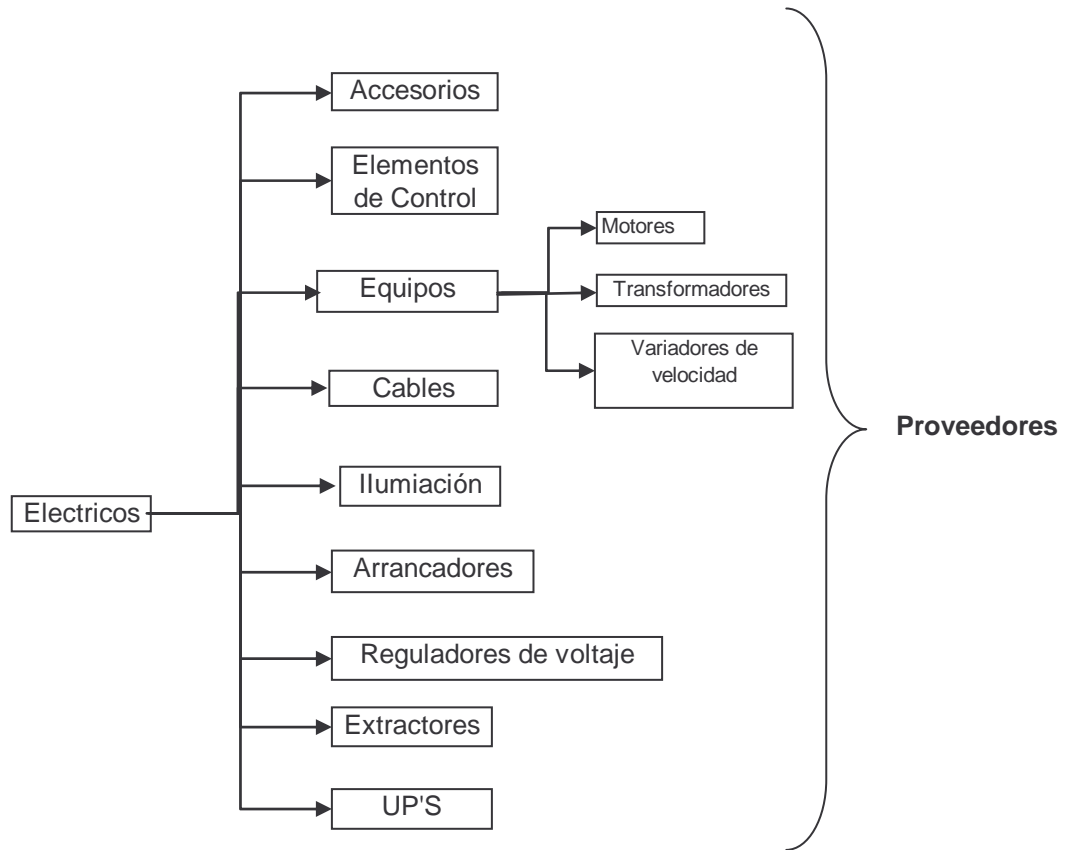 Accesorios
Elementos
de Control
Motores
Equipos
Transformadores
Variadores de
velocidad
Cables
Proveedores
Ilumiación
Electricos
Arrancadores
Reguladores de voltaje
Extractores
UP'S